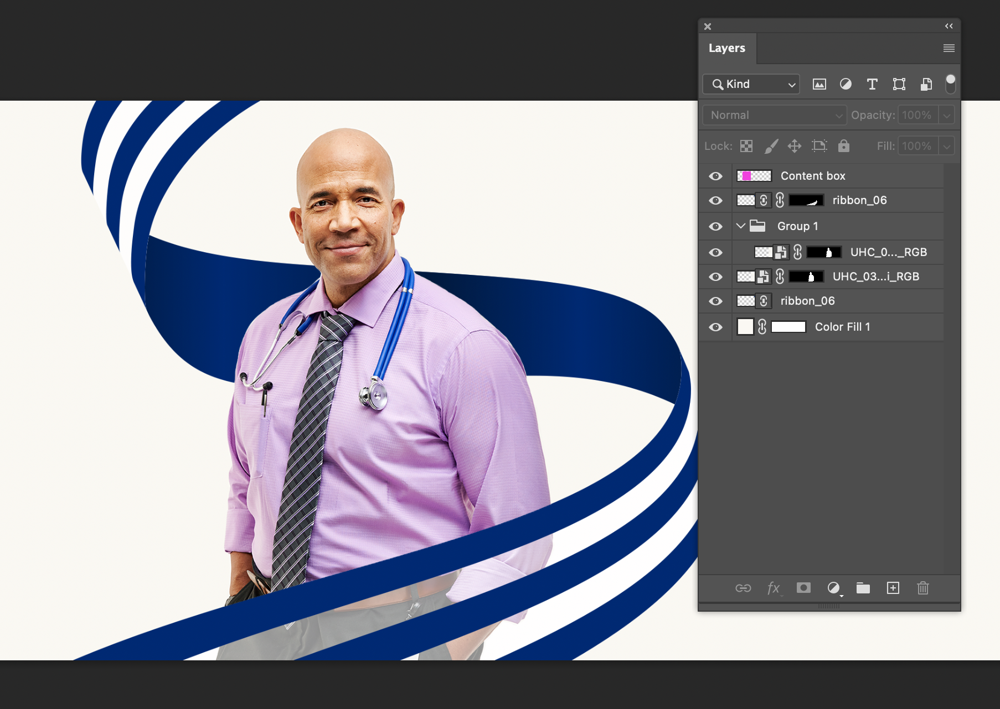 Layers
Kind
Normal
Opacity: 100%
Lock:
Fill: 100%
Content box
ribbon_06
Group 1
UHC_0..._RGB
UHC_03...i_RGB
ribbon_06
Color Fill 1
fx